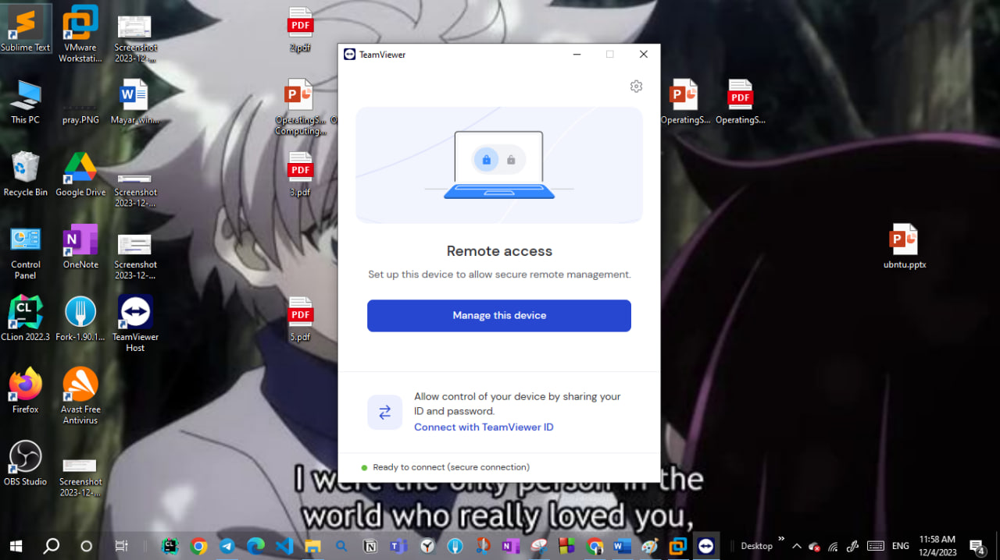 Sublime Text
VMware
Workstati...
Screenshot
2023-12-...
PDF
2.pdf
This PC
pray.PNG
Mayar_win...
OperatingS...
Computing...
OperatingS...
PDF
OperatingS...
Recycle Bin
Google Drive
Screenshot
2023-12-...
PDF
3.pdf
Control
Panel
OneNote
Screenshot
2023-12-...
ubntu.pptx
CL
CLion 2022.3
Fork-1.90.1...
TeamViewer
Host
PDF
5.pdf
Firefox
Avast Free
Antivirus
OBS Studio
Screenshot
2023-12-...
TeamViewer
Remote access
Set up this device to allow secure remote management.
Manage this device
Allow control of your device by sharing your
ID and password.
Connect with TeamViewer ID
Ready to connect (secure connection)
I were the only person in the
world who really loved you,
Desktop
ENG
11:58 AM
12/4/2023
4